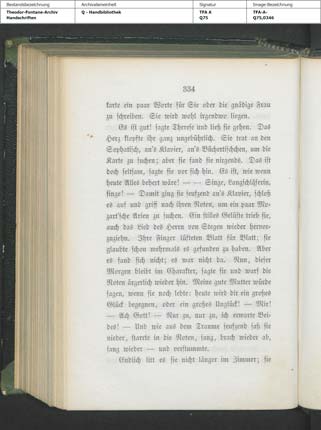 Bestandsbezeichnung
Archivalieneinheit
Signatur
Image-Bezeichnung
Theodor-Fontane-Archiv
Handschriften
Q - Handbibliothek
TFA A
Q75
TFA-A-
Q75,0346
334
karte ein paar Worte für Sie oder die gnädige Frau
zu schreiben. Sie wird wohl irgendwo liegen.
Es ist gut! sagte Therese und ließ sie gehen. Das
Herz klopfte ihr ganz ungebührlich. Sie trat an den
Sophatisch, an's Klavier, an's Büchertischchen, um die
Karte zu suchen; aber sie fand sie nirgends. Das ist
doch seltsam, sagte sie vor sich hin. Es ist, wie wenn
heute Alles behext wäre! — — Singe,
singe! — Damit ging sie seufzend an's Klavier, schloß
es auf und griff nach ihren Noten, um ein paar Mo-
zart'sche Arien zu suchen. Ein stilles Gelüste trieb sie,
auch das Lied der Herrn von Stegen wieder hervor-
zuziehn. Ihre Finger lüfteten Blatt für Blatt; sie
glaubte schon mehrmals es gefunden zu haben. Aber
es fand sich nicht; es war nicht da. Nun, dieser
Morgen bleibt im Charakter, sagte sie und warf die
Noten ärgerlich wieder hin. Meine gute Mutter würde
sagen, wenn sie noch lebte: heute wird dir ein großes
Glück begegnen, oder ein großes Unglück! — Mir!
— Ach Gott! — Nur zu, nur zu, ich erwarte Bei-
des! — Und wie aus dem Traume seufzend saß sie
nieder, starrte in die Noten, sang, brach wieder ab,
sang wieder — und verstummte.
Endlich litt es sie nicht länger im Zimmer; sie